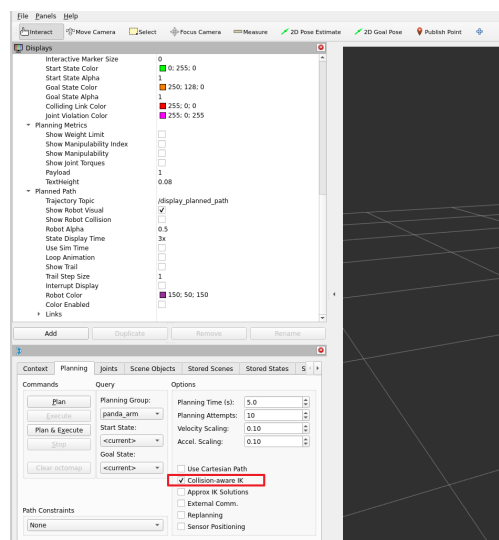 File Panels Help
Interact Move Camera Select Focus Camera Measure 2D Pose Estimate 2D Goal Pose Publish Point
Displays
Interactive Marker Size 0
Start State Color 0; 255; 0
Start State Alpha 1
Goal State Color 250; 128; 0
Goal State Alpha 1
Colliding Link Color 255; 0; 0
Joint Violation Color 255; 0; 255
Planning Metrics
Show Weight Limit
Show Manipulability Index
Show Manipulability
Show Joint Torques
Payload 1
TextHeight 0.08
Planned Path
Trajectory Topic /display_planned_path
Show Robot Visual
Show Robot Collision
Robot Alpha 0.5
State Display Time 3x
Use Sim Time
Loop Animation
Show Trail
Trail Step Size 1
Interrupt Display
Robot Color 150; 50; 150
Color Enabled
Links
Add Duplicate Remove Rename
Context Planning Joints Scene Objects Stored Scenes Stored States S
Commands Query Options
Plan Planning Group: Planning Time (s): 5.0
Execute panda_arm Planning Attempts: 10
Plan & Execute Start State: Velocity Scaling: 0.10
Stop <current> Accel. Scaling: 0.10
Goal State:
Clear octomap <current> Use Cartesian Path
Collision-aware IK
Approx IK Solutions
External Comm.
Path Constraints Replanning
None Sensor Positioning